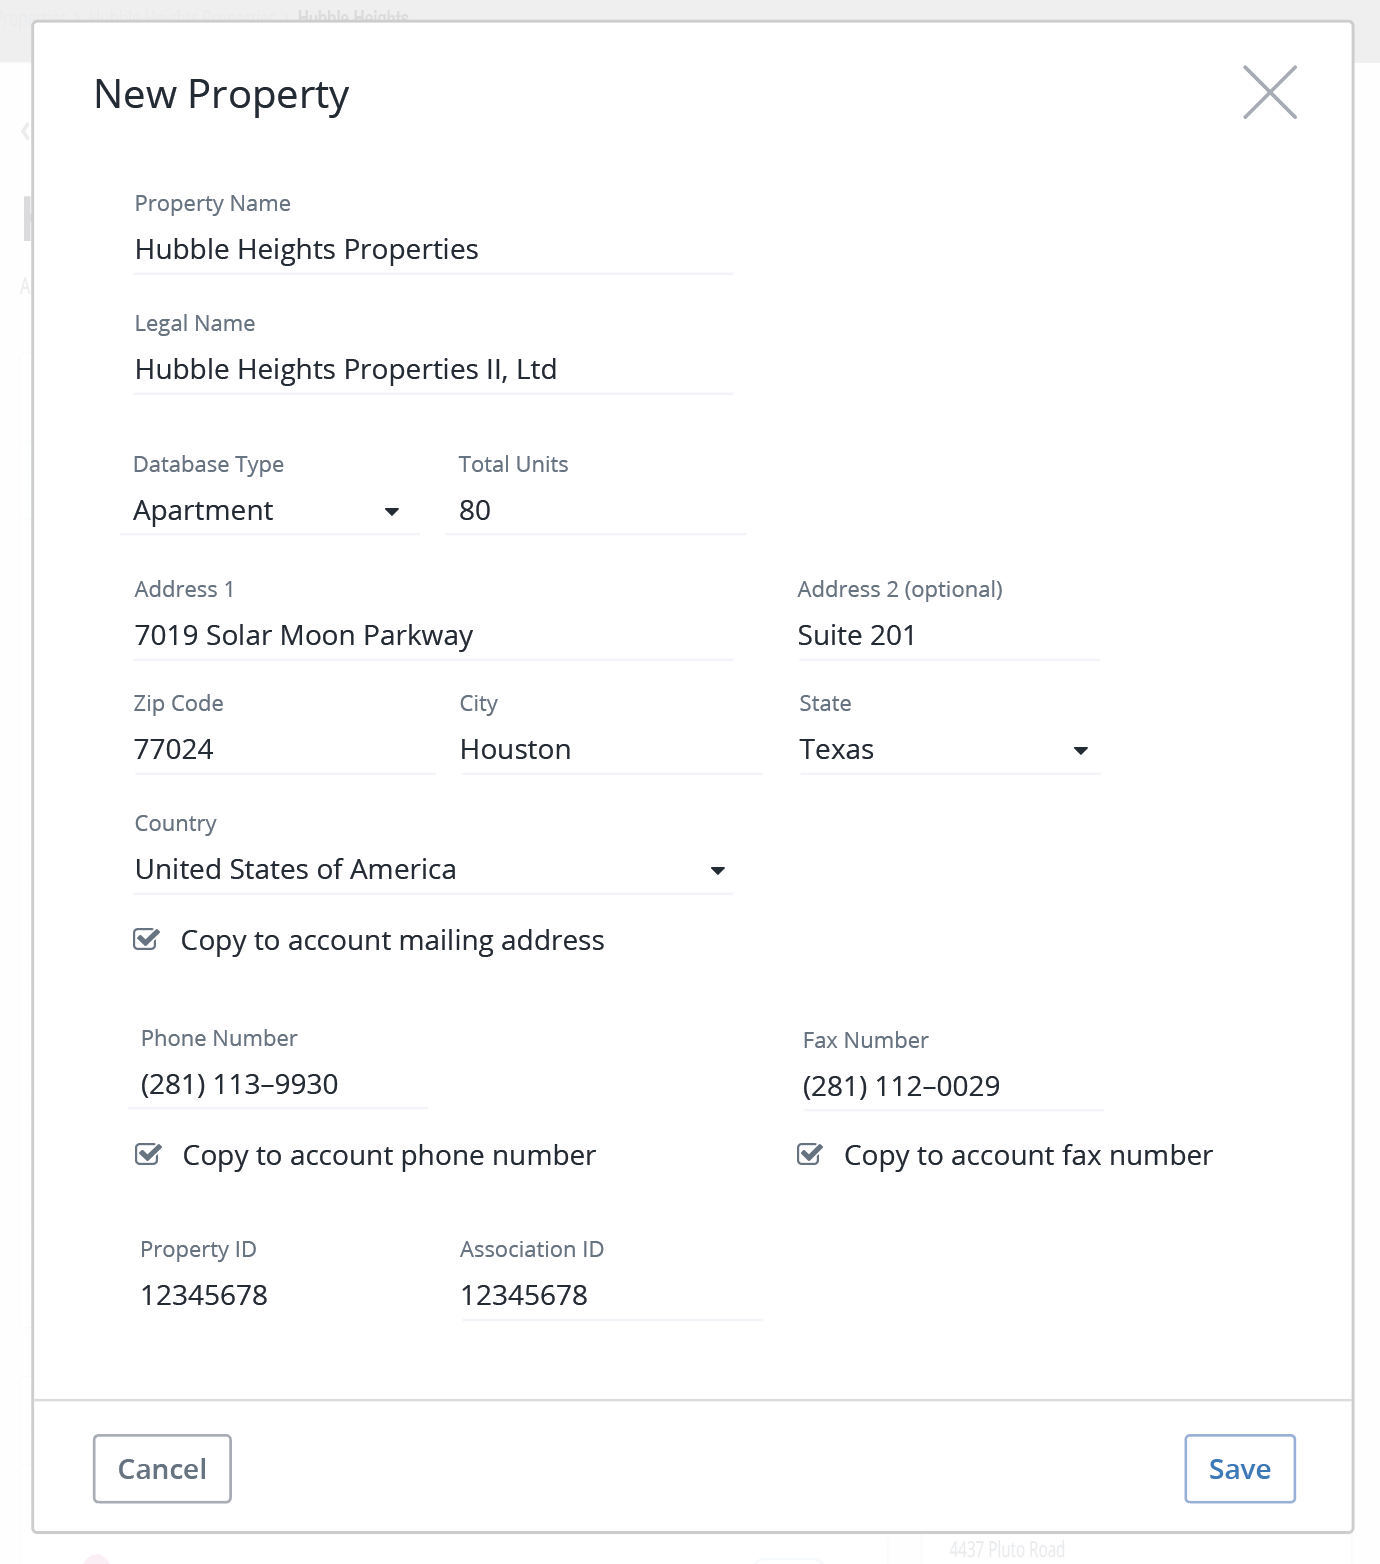 Hubble Heights
New Property
Property Name
Hubble Heights Properties
Legal Name
Hubble Heights Properties II, Ltd
Database Type Total Units
Apartment 80
Address 1 Address 2 (optional)
7019 Solar Moon Parkway Suite 201
Zip Code City State
77024 Houston Texas
Country
United States of America
Copy to account mailing address
Phone Number Fax Number
(281) 113–9930 (281) 112–0029
Copy to account phone number Copy to account fax number
Property ID Association ID
12345678 12345678
Cancel Save
4437 Pluto Road